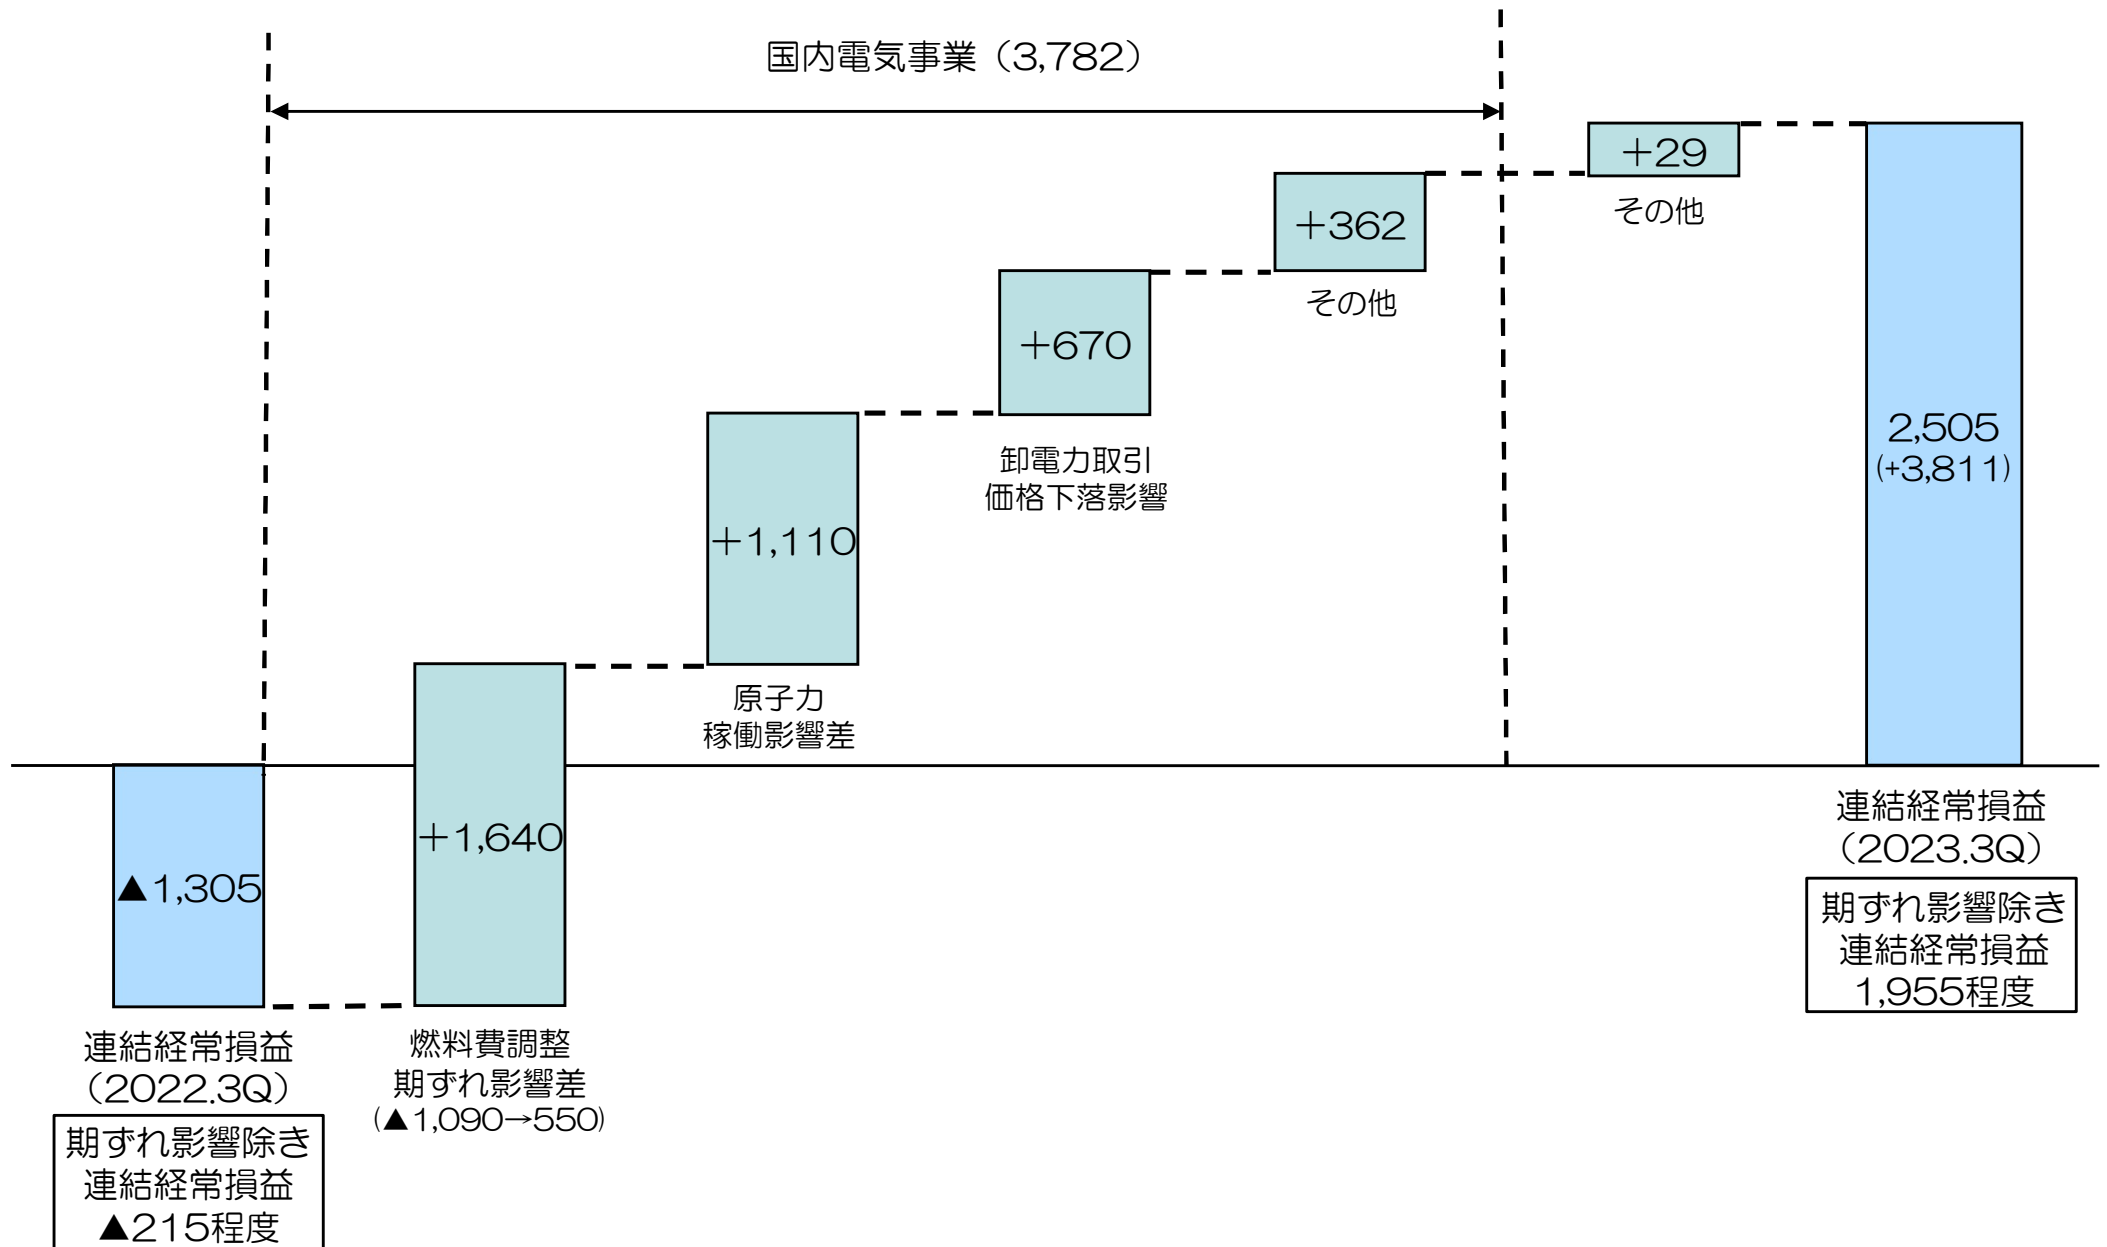 国内電気事業（3,782）
+29
その他
+362
その他
+670
卸電力取引
価格下落影響
2,505
(+3,811)
+1,110
原子力
稼働影響差
▲1,305
+1,640
連結経常損益
（2022.3Q）
期ずれ影響除き
連結経常損益
▲215程度
燃料費調整
期ずれ影響差
(▲1,090→550)
連結経常損益
（2023.3Q）
期ずれ影響除き
連結経常損益
1,955程度